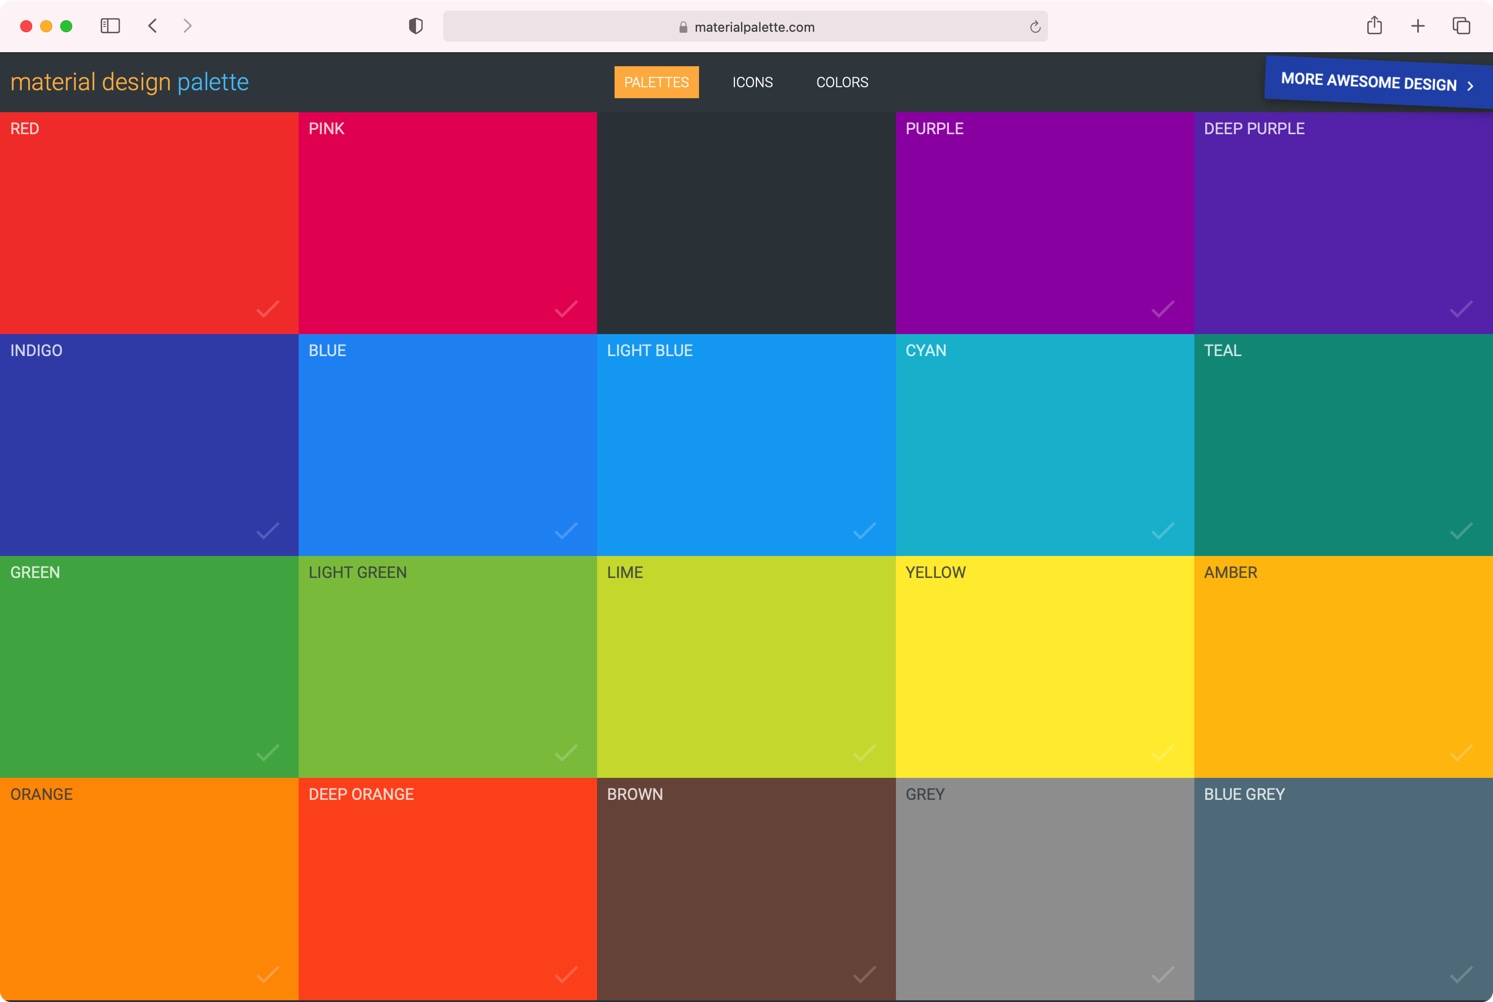 materialpalette.com
material design palette
PALETTES
ICONS
COLORS
MORE AWESOME DESIGN
RED
PINK
PURPLE
DEEP PURPLE
INDIGO
BLUE
LIGHT BLUE
CYAN
TEAL
GREEN
LIGHT GREEN
LIME
YELLOW
AMBER
ORANGE
DEEP ORANGE
BROWN
GREY
BLUE GREY